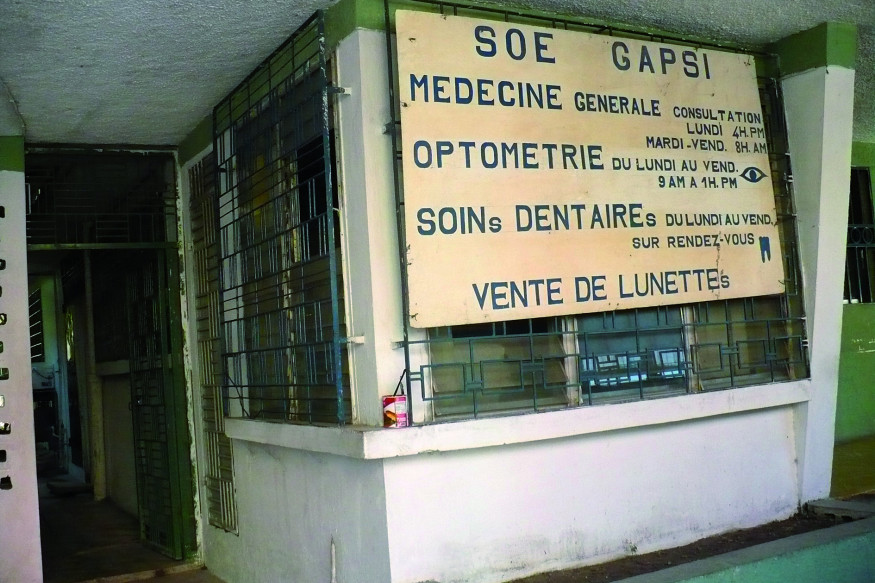 SOE GAPSI
MEDECINE GENERALE CONSULTATION
LUNDI 4H.PM
MARDI-VEND. 8H.AM
OPTOMETRIE DU LUNDI AU VEND.
9 AM A 1H.PM
SOINs DENTAIREs DU LUNDI AU VEND.
SUR RENDEZ-VOUS
VENTE DE LUNETTEs